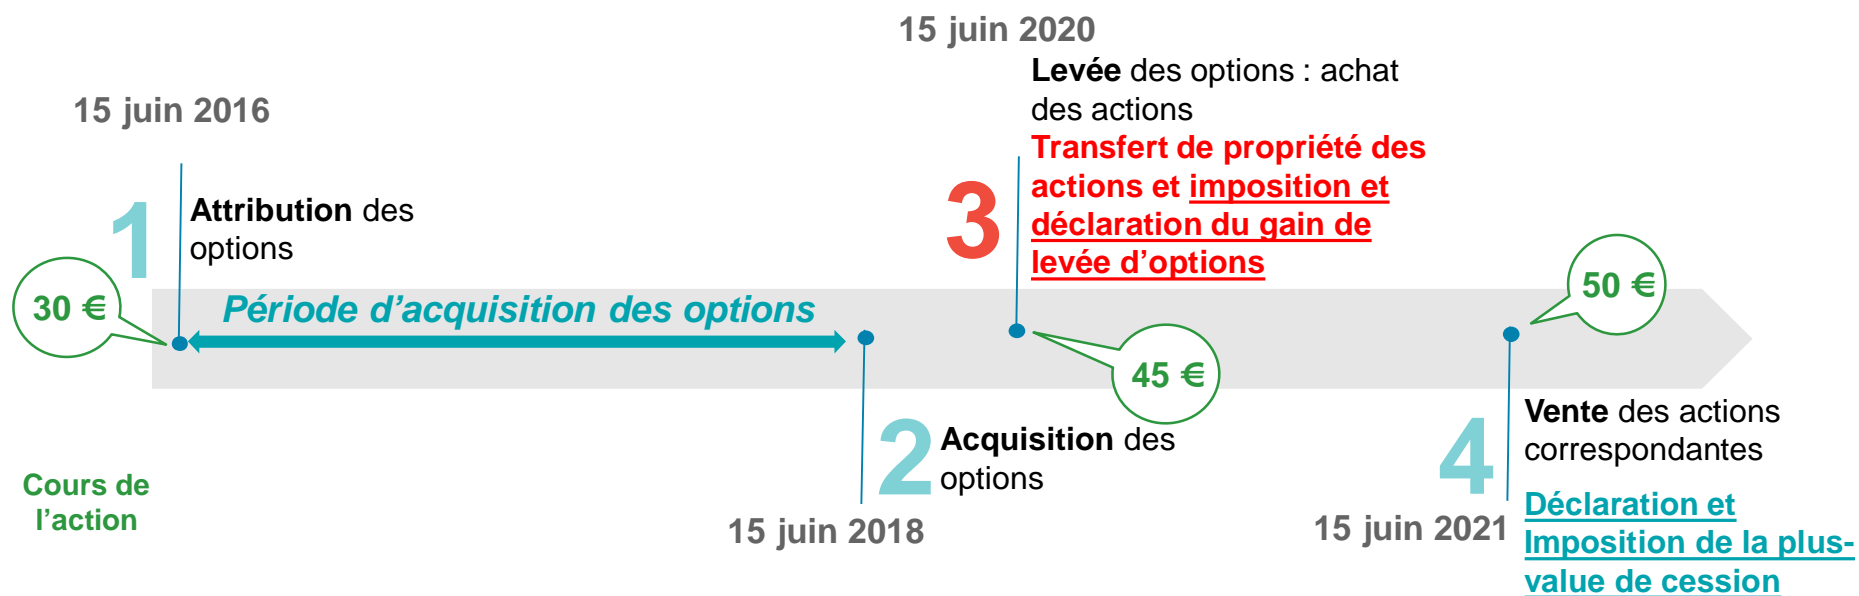 15 juin 2020
Levée des options : achat
des actions
Transfert de propriété des
actions et imposition et
déclaration du gain de
levée d’options
3
15 juin 2016
1
Attribution des
options
30 €
Période d’acquisition des options
45 €
50 €
2
Acquisition des
options
15 juin 2018
4
Vente des actions
correspondantes
15 juin 2021
Déclaration et
Imposition de la plus-
value de cession
Cours de
l’action